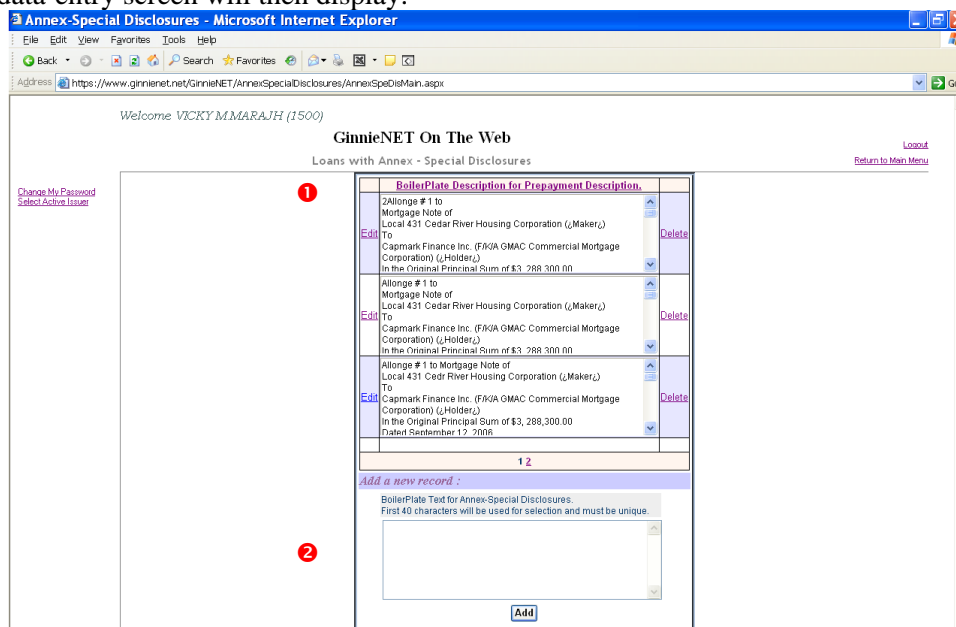 data entry screen will then display.
Annex-Special Disclosures - Microsoft Internet Explorer
File Edit View Favorites Tools Help
Back Search Favorites
Address https://www.ginnienet.net/GinnieNET/AnnexSpecialDisclosures/AnnexSpeDisMain.aspx Go
Welcome VICKY M.MARAJH (1500)
GinnieNET On The Web
Logout
Loans with Annex - Special Disclosures
Return to Main Menu
Change My Password
Select Active Issuer
1
BoilerPlate Description for Prepayment Description.
2Allonge # 1 to
Mortgage Note of
Local 431 Cedar River Housing Corporation (¿Maker¿)
Edit To Delete
Capmark Finance Inc. (F/K/A GMAC Commercial Mortgage
Corporation) (¿Holder¿)
In the Original Principal Sum of $3, 288,300.00
Allonge # 1 to
Mortgage Note of
Local 431 Cedar River Housing Corporation (¿Maker¿)
Edit To Delete
Capmark Finance Inc. (F/K/A GMAC Commercial Mortgage
Corporation) (¿Holder¿)
In the Original Principal Sum of $3, 288,300.00
Allonge # 1 to Mortgage Note of
Local 431 Cedr River Housing Corporation (¿Maker¿)
To
Edit Capmark Finance Inc. (F/K/A GMAC Commercial Mortgage Delete
Corporation) (¿Holder¿)
In the Original Principal Sum of $3, 288,300.00
Dated September 12, 2006
1 2
Add a new record :
BoilerPlate Text for Annex-Special Disclosures.
First 40 characters will be used for selection and must be unique.
2
Add